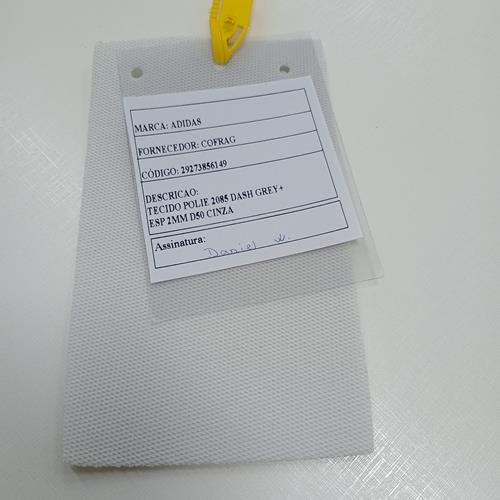 MARCA: ADIDAS
FORNECEDOR: COFRAG
CÓDIGO: 29273856149
DESCRICAO:
TECIDO POLIE 2085 DASH GREY+
ESP 2MM D50 CINZA
Assinatura:
Daniel W.